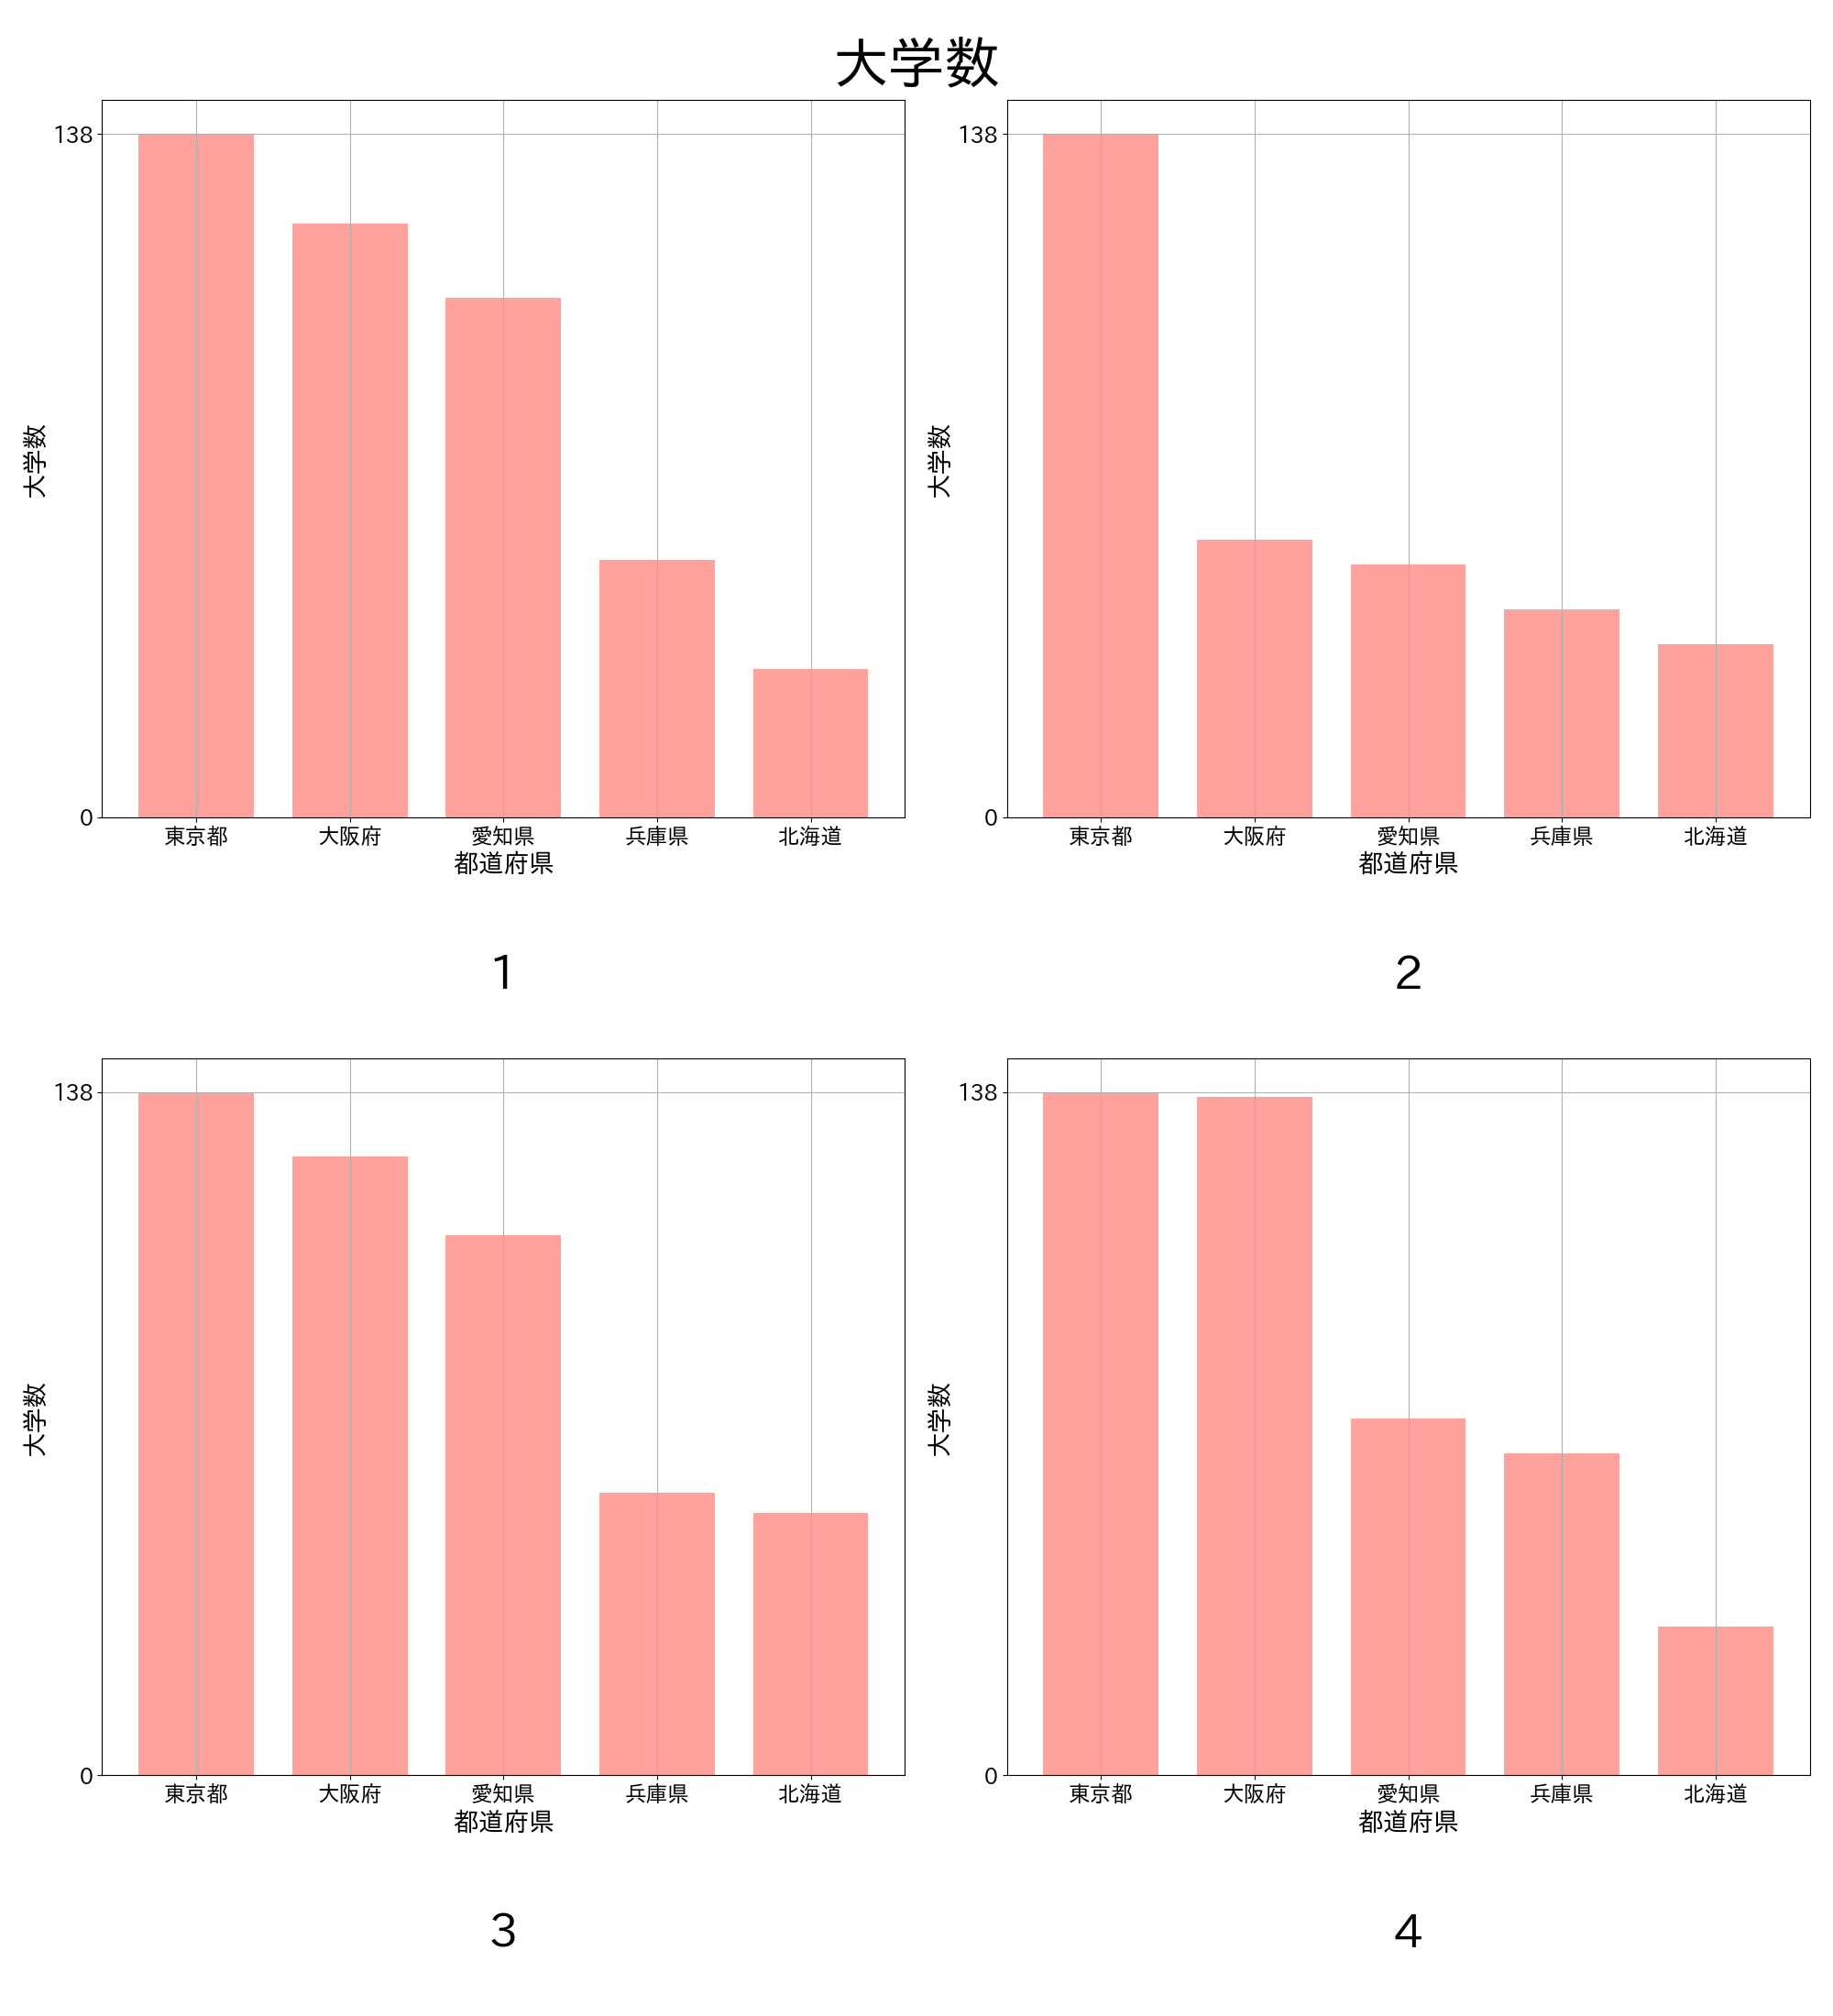 大学数
138
0
大学数
東京都 大阪府 愛知県 兵庫県 北海道
都道府県
1
138
0
大学数
東京都 大阪府 愛知県 兵庫県 北海道
都道府県
2
138
0
大学数
東京都 大阪府 愛知県 兵庫県 北海道
都道府県
3
138
0
大学数
東京都 大阪府 愛知県 兵庫県 北海道
都道府県
4